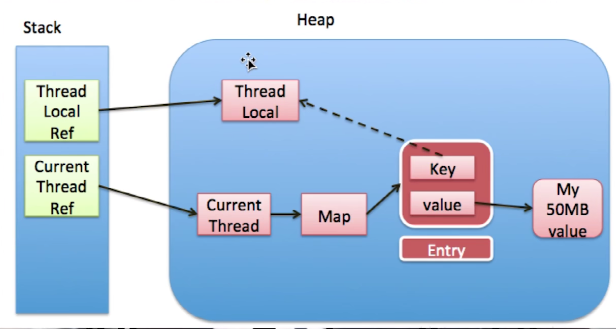 Stack
Heap
Thread
Local
Ref
Thread
Local
Current
Thread
Ref
Current
Thread
Map
Key
value
Entry
My
50MB
value